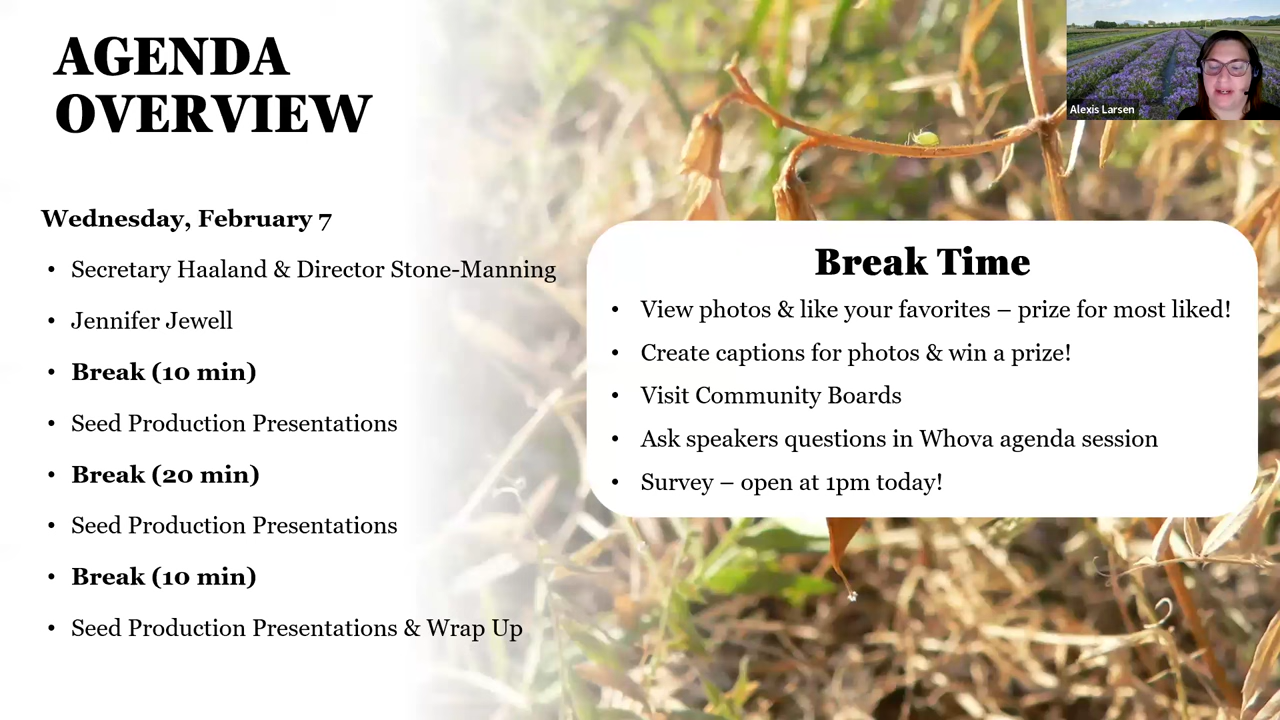 AGENDA
OVERVIEW
Alexis Larsen
Wednesday, February 7
• Secretary Haaland & Director Stone-Manning
• Jennifer Jewell
• Break (10 min)
• Seed Production Presentations
• Break (20 min)
• Seed Production Presentations
• Break (10 min)
• Seed Production Presentations & Wrap Up
Break Time
• View photos & like your favorites – prize for most liked!
• Create captions for photos & win a prize!
• Visit Community Boards
• Ask speakers questions in Whova agenda session
• Survey – open at 1pm today!